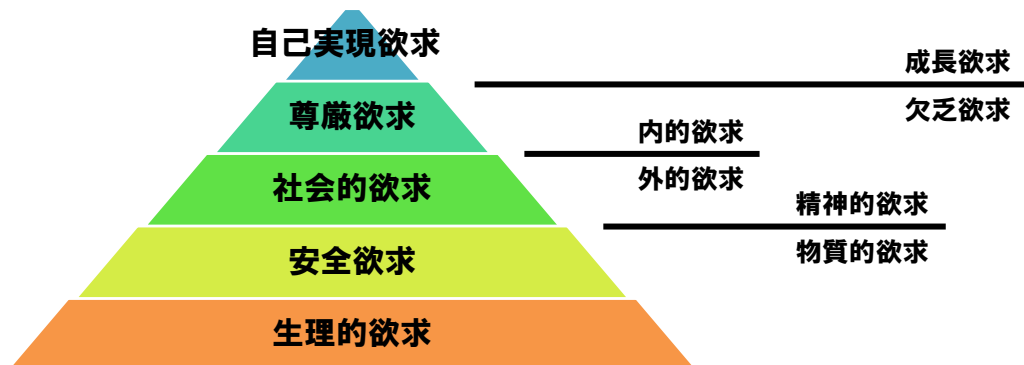 自己実現欲求
成長欲求
欠乏欲求
尊厳欲求
内的欲求
外的欲求
社会的欲求
精神的欲求
物質的欲求
安全欲求
生理的欲求